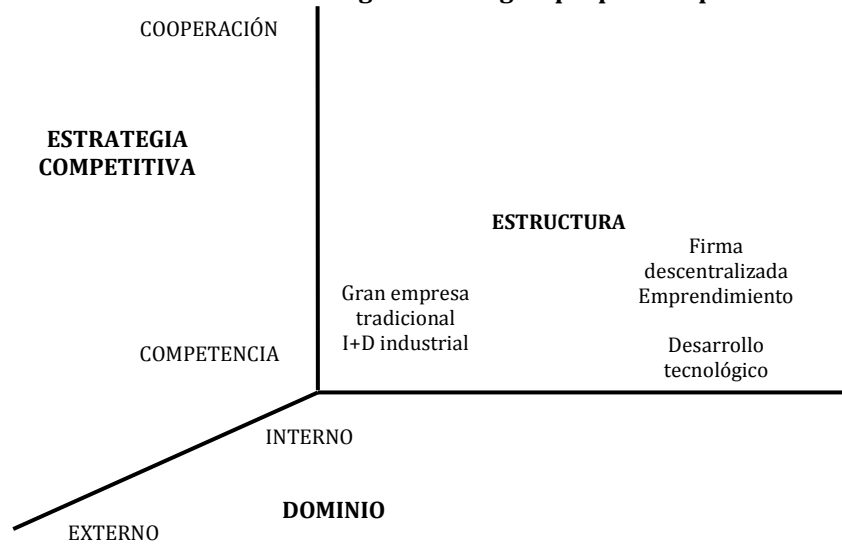 COOPERACIÓN
ESTRATEGIA
COMPETITIVA
ESTRUCTURA
Firma
descentralizada
Emprendimiento
Gran empresa
tradicional
I+D industrial
COMPETENCIA
Desarrollo
tecnológico
INTERNO
DOMINIO
EXTERNO